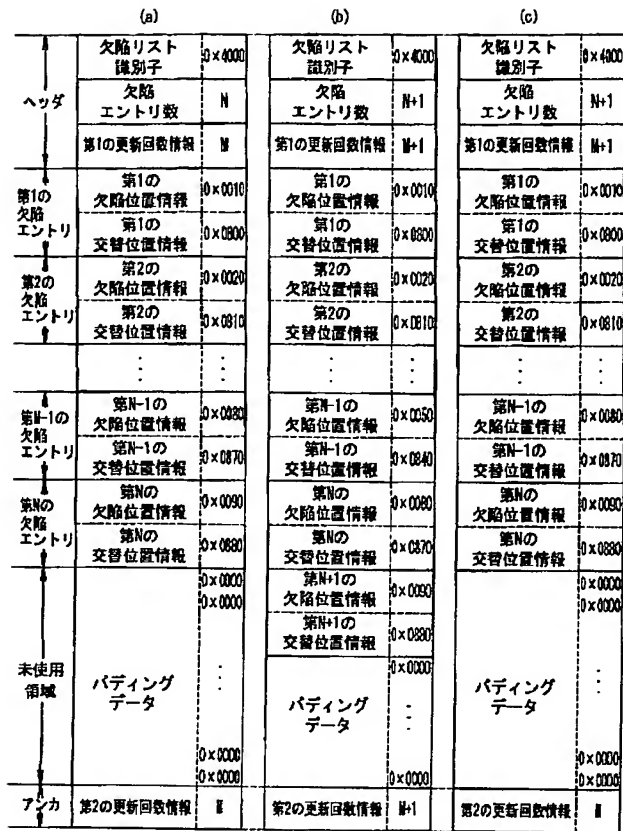 (a) (b) (c)
欠陥リスト 識別子 0×4000 欠陥リスト 識別子 0×4000 欠陥リスト 識別子 0×4000
ヘッダ 欠陥 エントリ数 N 欠陥 エントリ数 N+1 欠陥 エントリ数 N+1
第1の更新回数情報 M 第1の更新回数情報 M+1 第1の更新回数情報 M+1
第1の 欠陥 エントリ 第1の 欠陥位置情報 0×0010 第1の 欠陥位置情報 0×0010 第1の 欠陥位置情報 0×0010
第1の 交替位置情報 0×0800 第1の 交替位置情報 0×0800 第1の 交替位置情報 0×0800
第2の 欠陥 エントリ 第2の 欠陥位置情報 0×0020 第2の 欠陥位置情報 0×0020 第2の 欠陥位置情報 0×0020
第2の 交替位置情報 0×0810 第2の 交替位置情報 0×0810 第2の 交替位置情報 0×0810
第N-1の 欠陥 エントリ 第N-1の 欠陥位置情報 0×0080 第N-1の 欠陥位置情報 0×0050 第N-1の 欠陥位置情報 0×0080
第N-1の 交替位置情報 0×0870 第N-1の 交替位置情報 0×0840 第N-1の 交替位置情報 0×0870
第Nの 欠陥 エントリ 第Nの 欠陥位置情報 0×0090 第Nの 欠陥位置情報 0×0080 第Nの 欠陥位置情報 0×0090
第Nの 交替位置情報 0×0880 第Nの 交替位置情報 0×0870 第Nの 交替位置情報 0×0880
0×0000 第N+1の 欠陥位置情報 0×0090 0×0000
0×0000 第N+1の 交替位置情報 0×0880 0×0000
未使用 領域 パディング データ パディング データ 0×0000 パディング データ
0×0000 0×0000
0×0000 0×0000 0×0000
アンカ 第2の更新回数情報 M 第2の更新回数情報 M+1 第2の更新回数情報 M